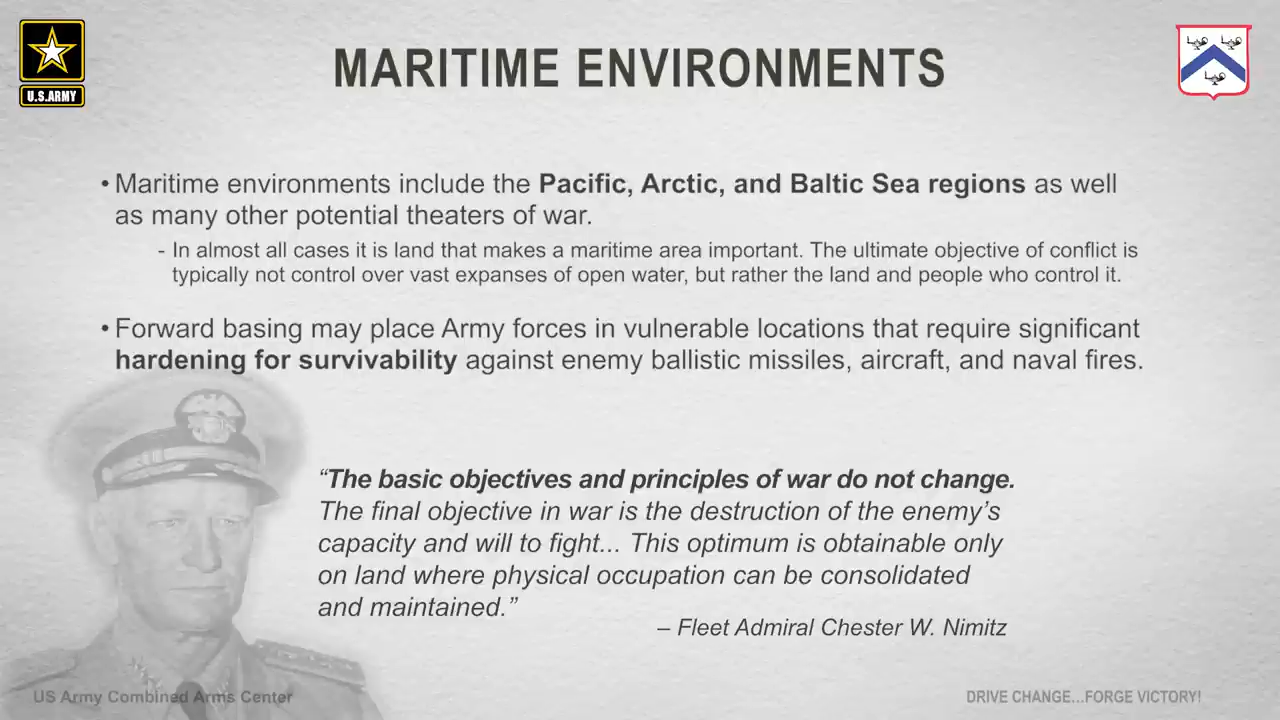 U.S.ARMY
MARITIME ENVIRONMENTS
• Maritime environments include the Pacific, Arctic, and Baltic Sea regions as well
as many other potential theaters of war.
- In almost all cases it is land that makes a maritime area important. The ultimate objective of conflict is
typically not control over vast expanses of open water, but rather the land and people who control it.
• Forward basing may place Army forces in vulnerable locations that require significant
hardening for survivability against enemy ballistic missiles, aircraft, and naval fires.
“The basic objectives and principles of war do not change.
The final objective in war is the destruction of the enemy’s
capacity and will to fight... This optimum is obtainable only
on land where physical occupation can be consolidated
and maintained.”
– Fleet Admiral Chester W. Nimitz
US Army Combined Arms Center
DRIVE CHANGE...FORGE VICTORY!